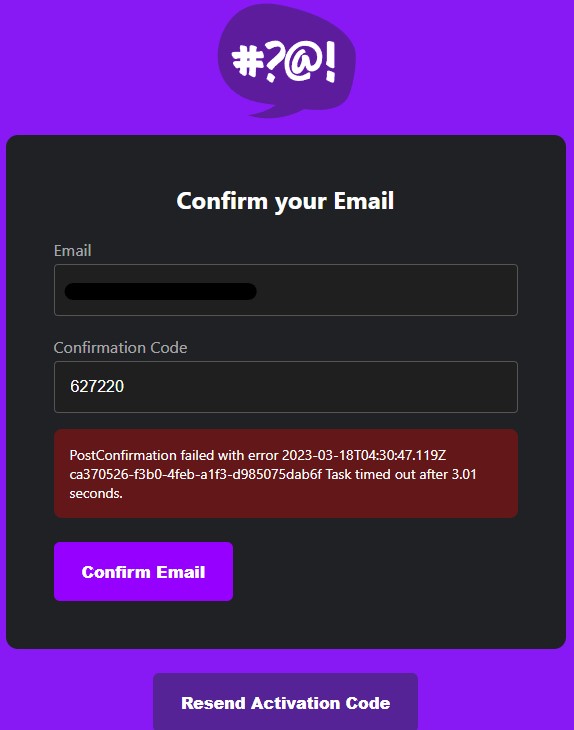 #?@!
Confirm your Email
Email
Confirmation Code
627220
PostConfirmation failed with error 2023-03-18T04:30:47.119Z
ca370526-f3b0-4feb-a1f3-d985075dab6f Task timed out after 3.01
seconds.
Confirm Email
Resend Activation Code